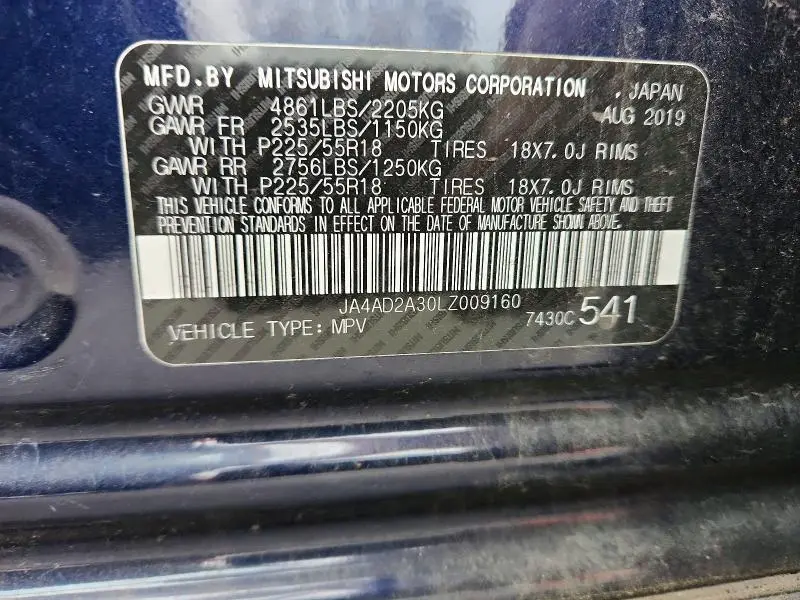 MFD.BY MITSUBISHI MOTORS CORPORATION . JAPAN
GVWR 4861LBS/2205KG AUG 2019
GAWR FR 2535LBS/1150KG
WITH P225/55R18 TIRES 18X7.0J RIMS
GAWR RR 2756LBS/1250KG
WITH P225/55R18 TIRES 18X7.0J RIMS
THIS VEHICLE CONFORMS TO ALL APPLICABLE FEDERAL MOTOR VEHICLE SAFETY AND THEFT
PREVENTION STANDARDS IN EFFECT ON THE DATE OF MANUFACTURE SHOWN ABOVE.
JA4AD2A30LZ009160
VEHICLE TYPE: MPV 7430C 541